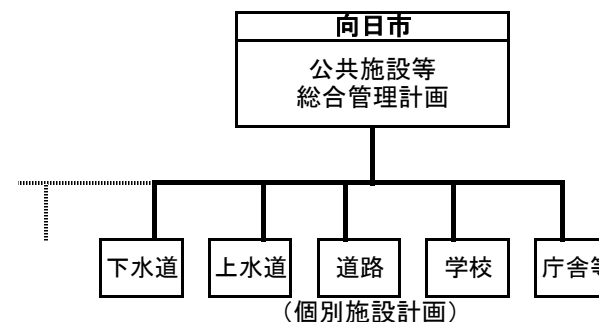 向日市
公共施設等
総合管理計画
下水道
上水道
道路
学校
庁舎等
（個別施設計画）